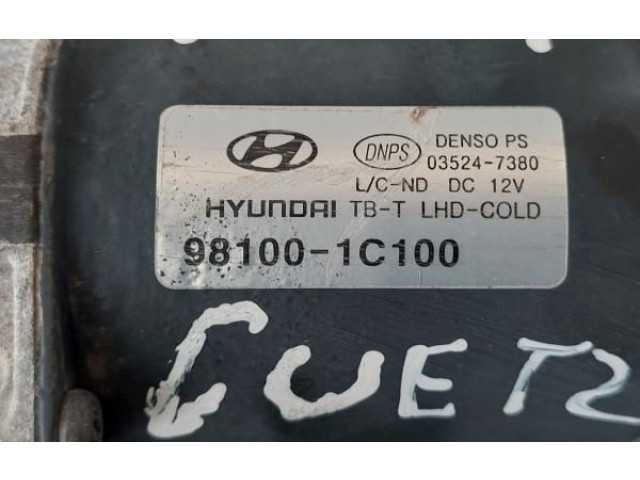 DNPS DENSO PS
03524-7380
L/C-ND DC 12V
HYUNDAI TB-T LHD-COLD
98100-1C100
GUETZ